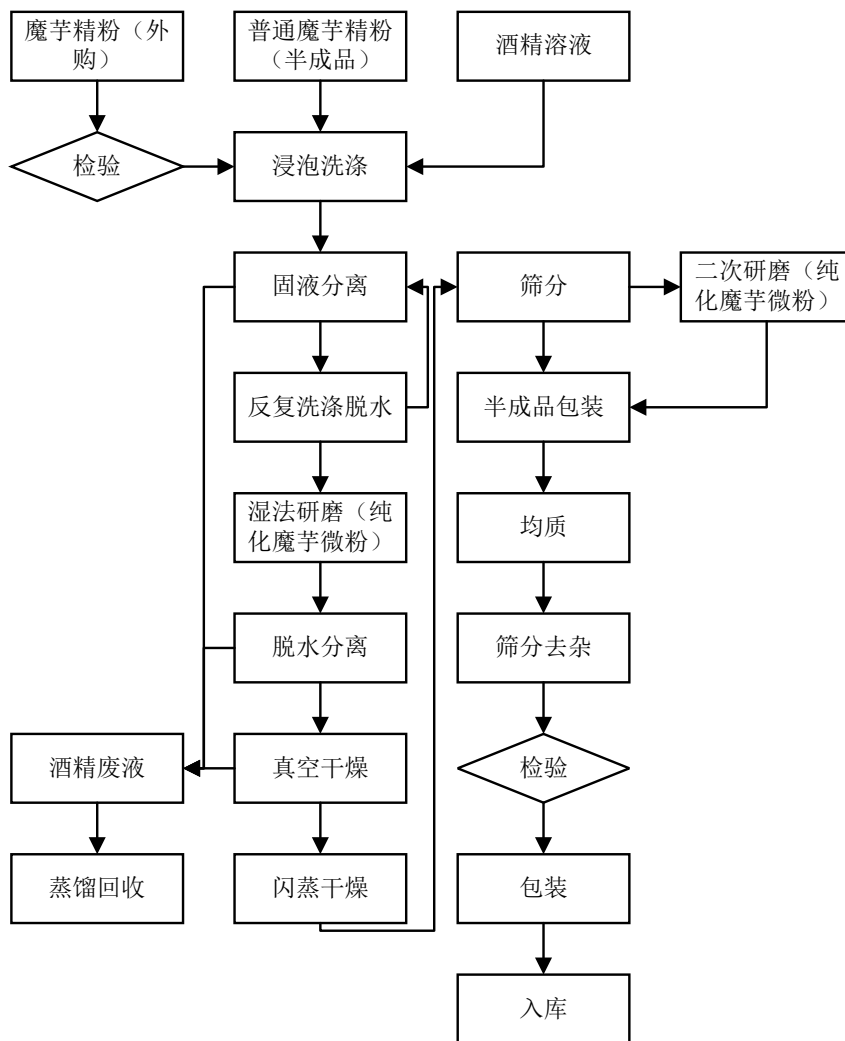 魔芋精粉（外
购）
普通魔芋精粉
（半成品）
酒精溶液
检验
浸泡洗涤
固液分离
筛分
二次研磨（纯
化魔芋微粉）
反复洗涤脱水
半成品包装
湿法研磨（纯
化魔芋微粉）
均质
脱水分离
筛分去杂
酒精废液
真空干燥
检验
蒸馏回收
闪蒸干燥
包装
入库